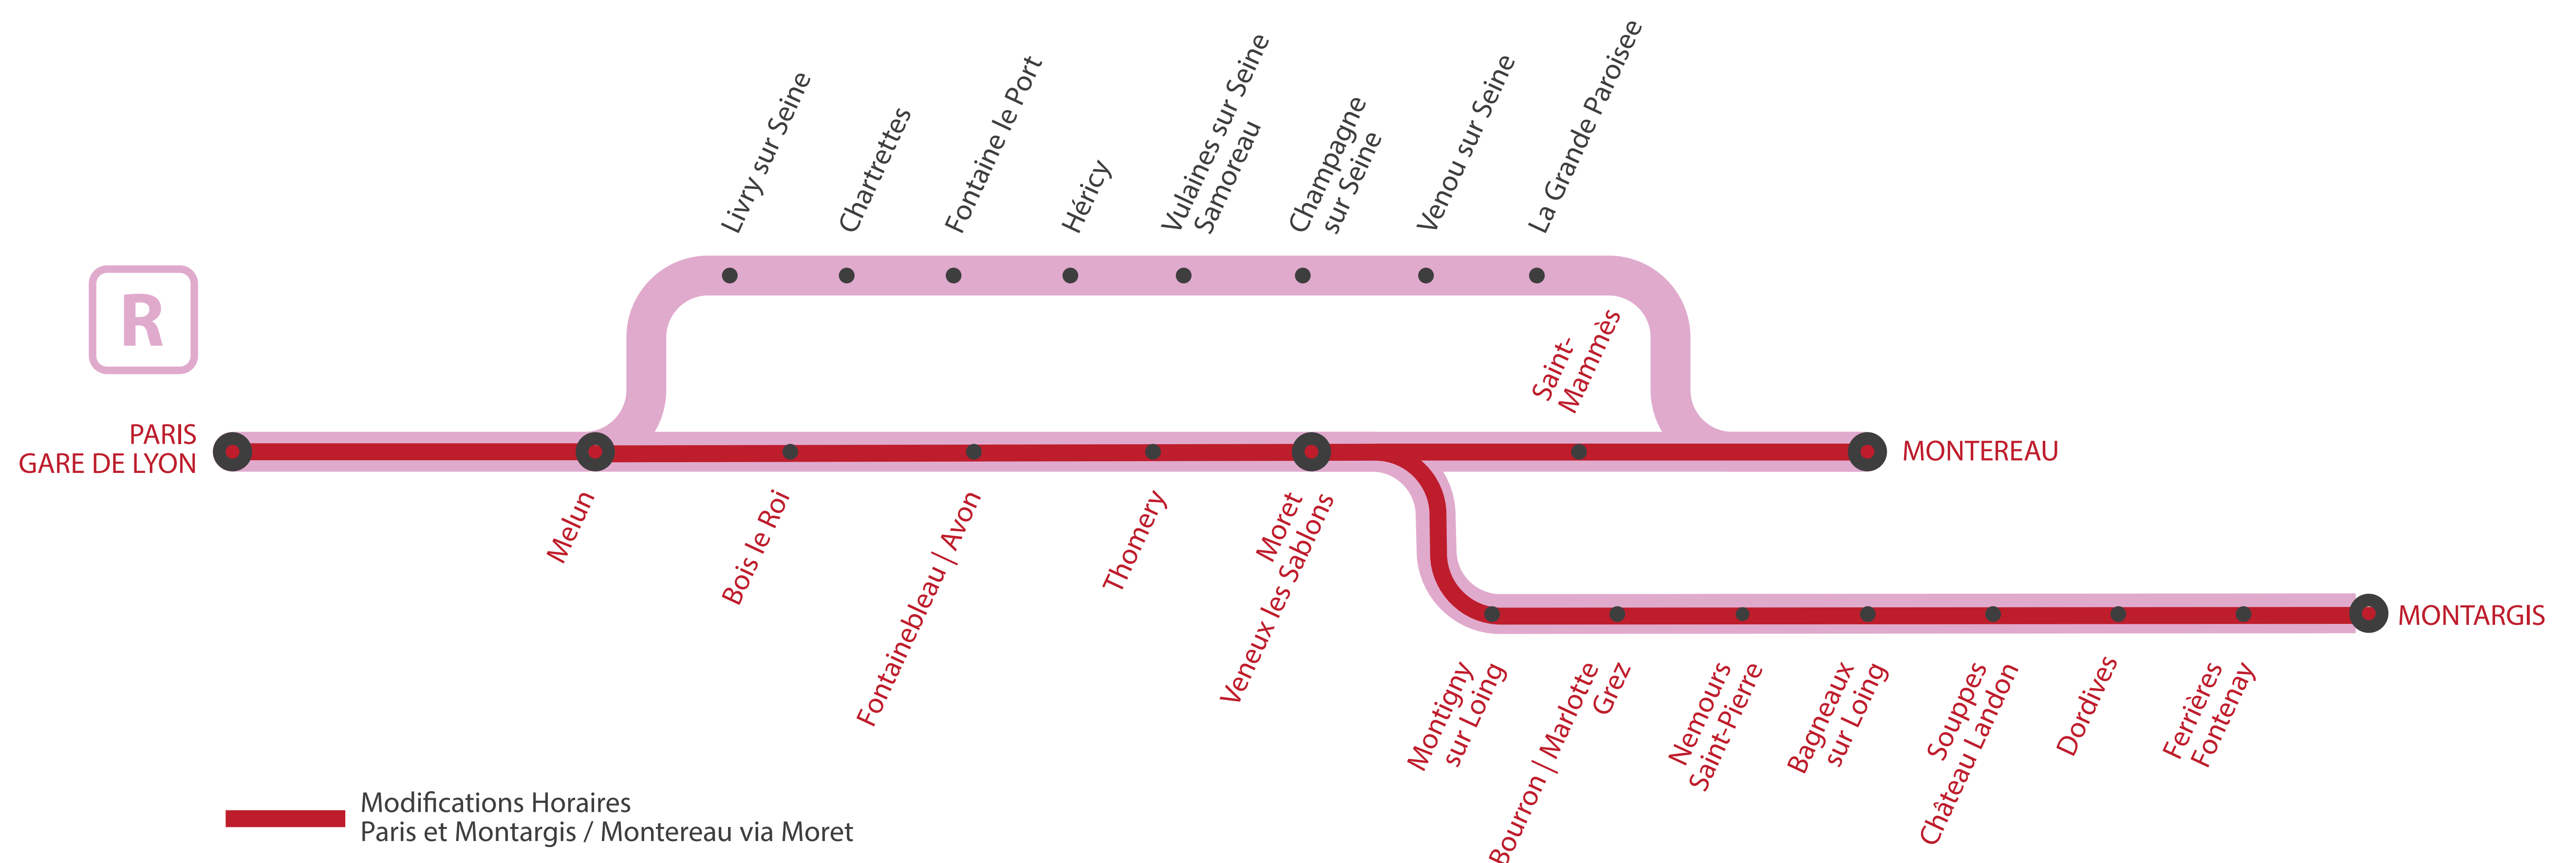 Livry sur Seine
Chartrettes
Fontaine le Port
Héricy
Vulaines sur Seine
Samoreau
Champagne
sur Seine
Venou sur Seine
La Grande Paroisee
R
Saint-
Mammès
PARIS
GARE DE LYON
MONTEREAU
Melun
Bois le Roi
Fontainebleau | Avon
Thomery
Moret
Veneux les Sablons
MONTARGIS
Montigny
sur Loing
Bourron | Marlotte
Grez
Nemours
Saint-Pierre
Bagneaux
sur Loing
Souppes
Château Landon
Dordives
Ferrières
Fontenay
Modifications Horaires
Paris et Montargis / Montereau via Moret